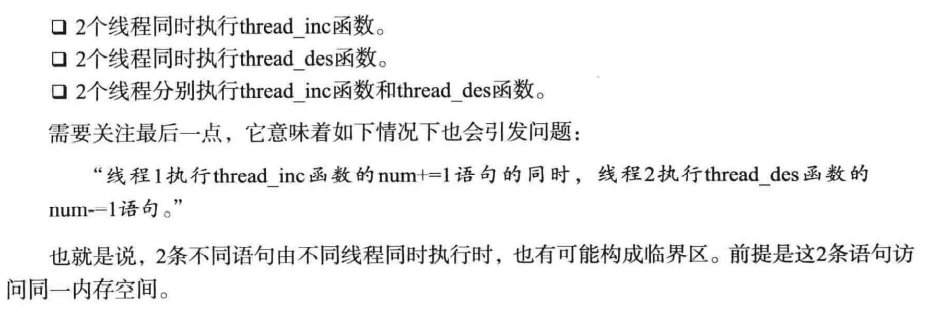 ❏ 2个线程同时执行thread_inc函数。
❏ 2个线程同时执行thread_des函数。
❏ 2个线程分别执行thread_inc函数和thread_des函数。
需要关注最后一点，它意味着如下情况下也会引发问题：
“线程1执行thread_inc函数的num+=1语句的同时，线程2执行thread_des函数的
num-=1语句。”
也就是说，2条不同语句由不同线程同时执行时，也有可能构成临界区。前提是这2条语句访
问同一内存空间。